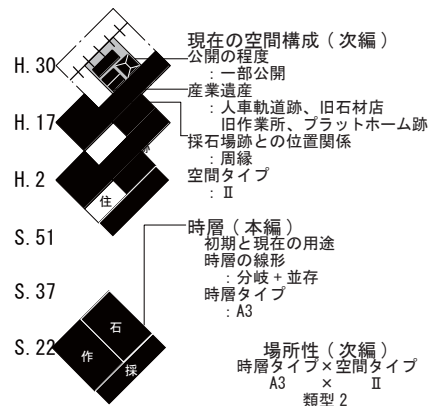 現在の空間構成（次編）
公開の程度
：一部公開
産業遺産
：人車軌道跡、旧石材店
旧作業所、プラットホーム跡
採石場跡との位置関係
：周縁
空間タイプ
：Ⅱ
H. 30
H. 17
H. 2
住
S. 51
S. 37
S. 22
石
作
採
時層（本編）
初期と現在の用途
時層の線形
：分岐＋並存
時層タイプ
：A3
場所性（次編）
時層タイプ×空間タイプ
A3 × Ⅱ
類型 2